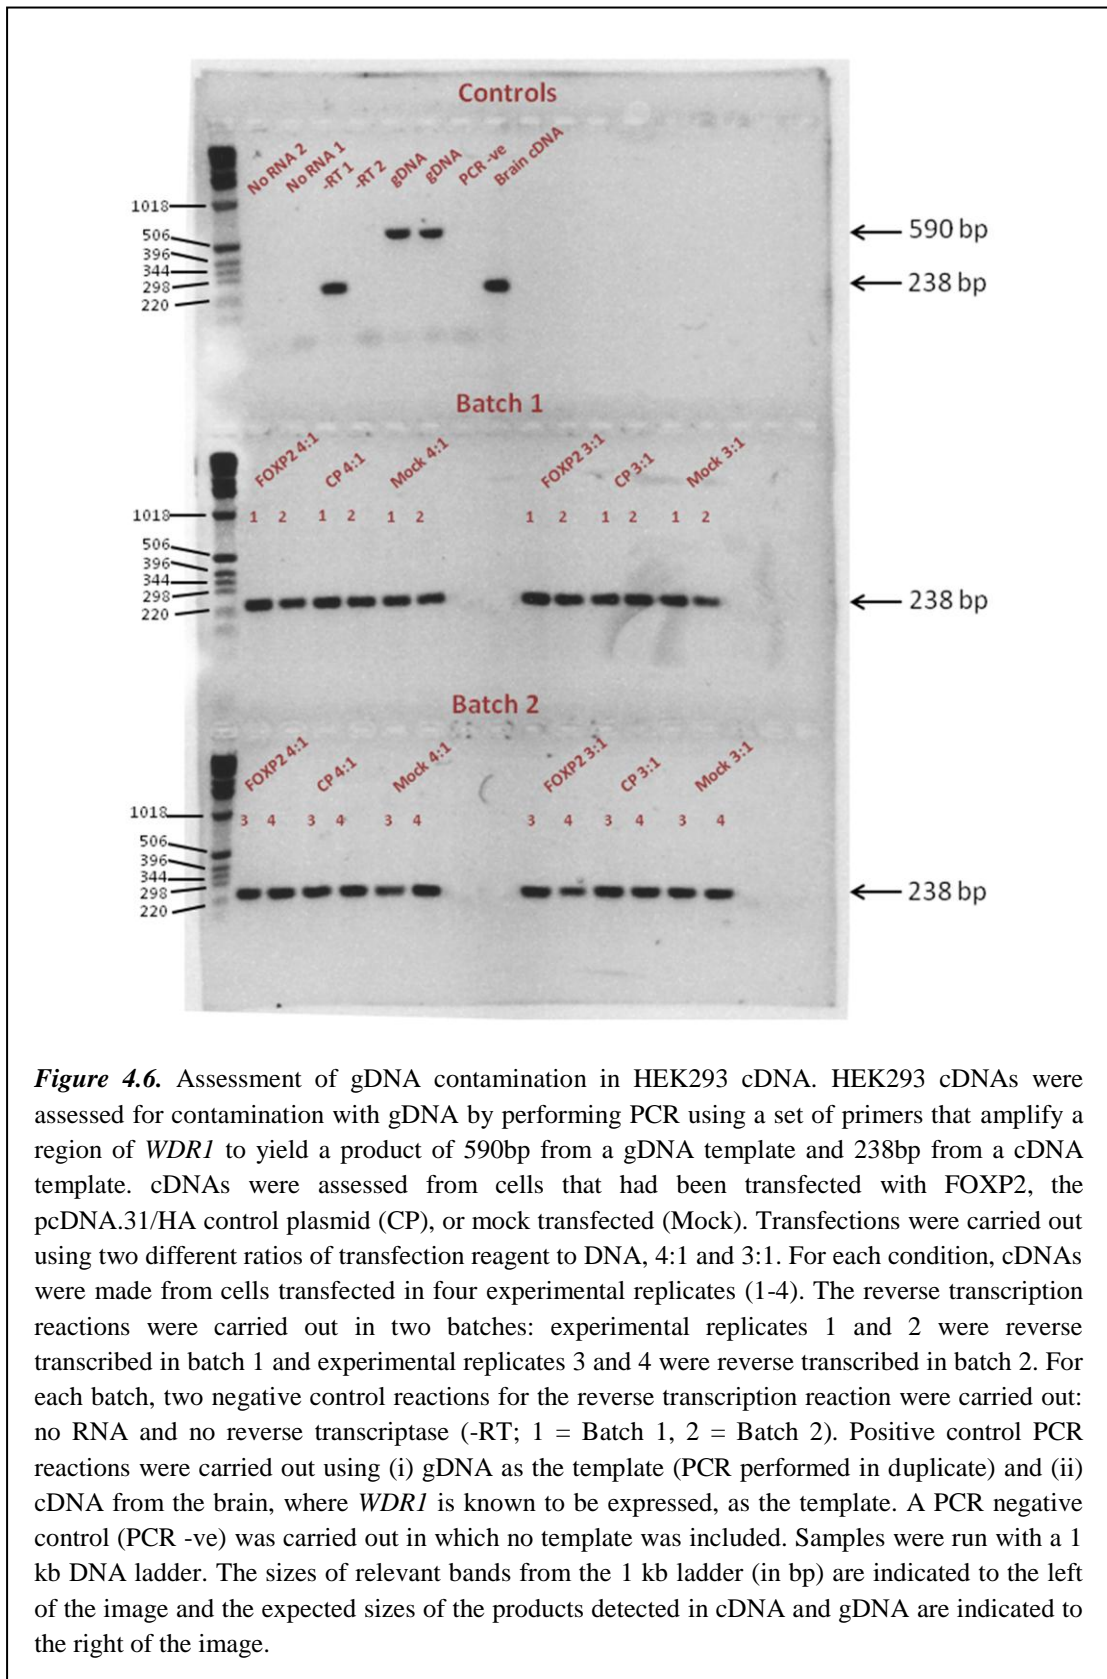 Controls
No RNA 2
No RNA 1
-RT 1
-RT 2
gDNA
gDNA
PCR -ve
Brain cDNA
1018
506
396
344
298
220
590 bp
238 bp
Batch 1
FOXP2 4:1
CP 4:1
Mock 4:1
FOXP2 3:1
CP 3:1
Mock 3:1
1 2 1 2 1 2 1 2 1 2 1 2
1018
506
396
344
298
220
238 bp
Batch 2
FOXP2 4:1
CP 4:1
Mock 4:1
FOXP2 3:1
CP 3:1
Mock 3:1
3 4 3 4 3 4 3 4 3 4 3 4
1018
506
396
344
298
220
238 bp
Figure 4.6. Assessment of gDNA contamination in HEK293 cDNA. HEK293 cDNAs were
assessed for contamination with gDNA by performing PCR using a set of primers that amplify a
region of WDR1 to yield a product of 590bp from a gDNA template and 238bp from a cDNA
template. cDNAs were assessed from cells that had been transfected with FOXP2, the
pcDNA.31/HA control plasmid (CP), or mock transfected (Mock). Transfections were carried out
using two different ratios of transfection reagent to DNA, 4:1 and 3:1. For each condition, cDNAs
were made from cells transfected in four experimental replicates (1-4). The reverse transcription
reactions were carried out in two batches: experimental replicates 1 and 2 were reverse
transcribed in batch 1 and experimental replicates 3 and 4 were reverse transcribed in batch 2. For
each batch, two negative control reactions for the reverse transcription reaction were carried out:
no RNA and no reverse transcriptase (-RT; 1 = Batch 1, 2 = Batch 2). Positive control PCR
reactions were carried out using (i) gDNA as the template (PCR performed in duplicate) and (ii)
cDNA from the brain, where WDR1 is known to be expressed, as the template. A PCR negative
control (PCR -ve) was carried out in which no template was included. Samples were run with a 1
kb DNA ladder. The sizes of relevant bands from the 1 kb ladder (in bp) are indicated to the left
of the image and the expected sizes of the products detected in cDNA and gDNA are indicated to
the right of the image.